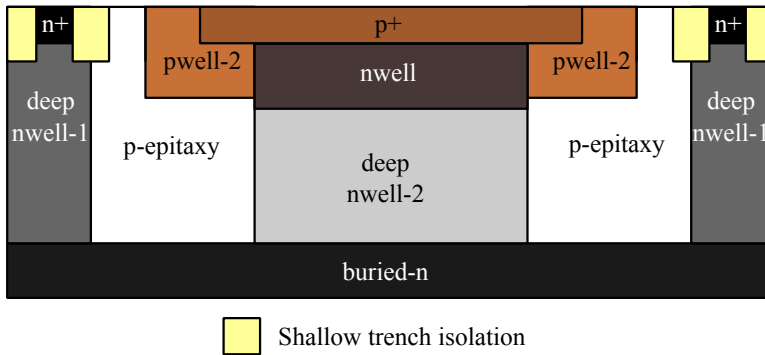 n+
p+
n+
pwell-2
nwell
pwell-2
deep
nwell-1
deep
nwell-1
p-epitaxy
p-epitaxy
deep
nwell-2
buried-n
Shallow trench isolation